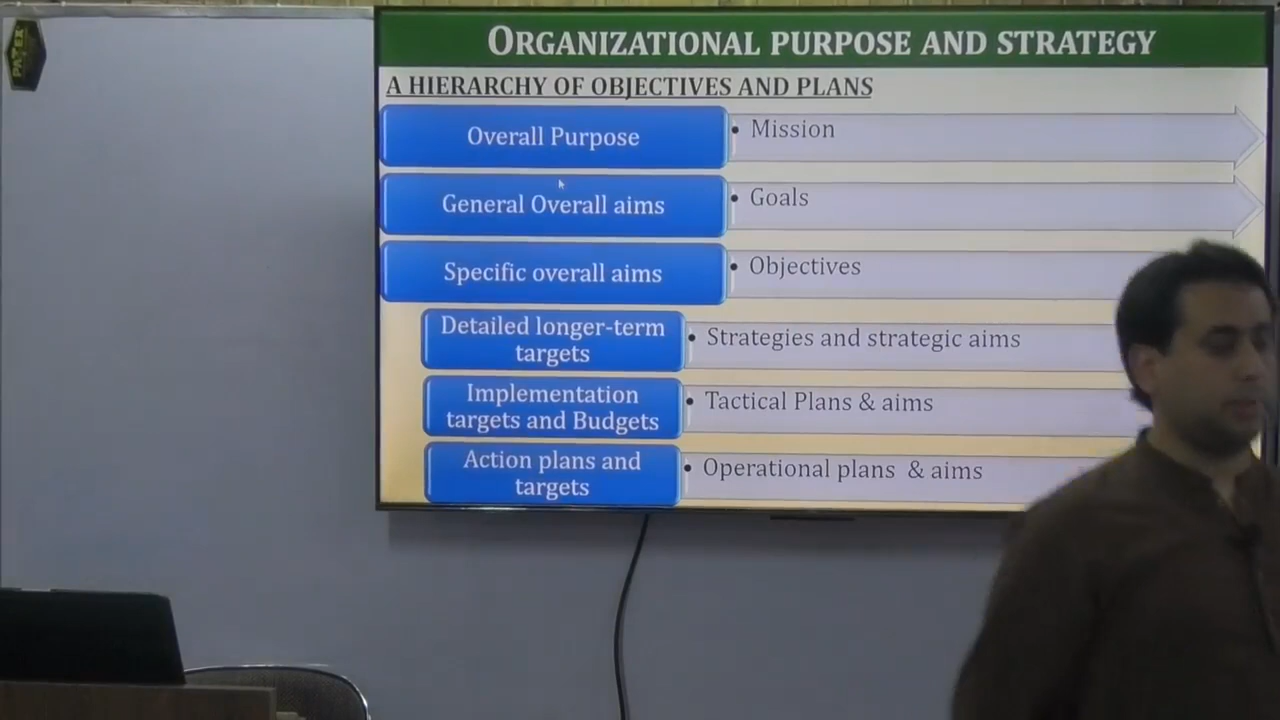 PATEX
ORGANIZATIONAL PURPOSE AND STRATEGY
A HIERARCHY OF OBJECTIVES AND PLANS
Overall Purpose
• Mission
General Overall aims
• Goals
Specific overall aims
• Objectives
Detailed longer-term
targets
• Strategies and strategic aims
Implementation
targets and Budgets
• Tactical Plans & aims
Action plans and
targets
• Operational plans & aims